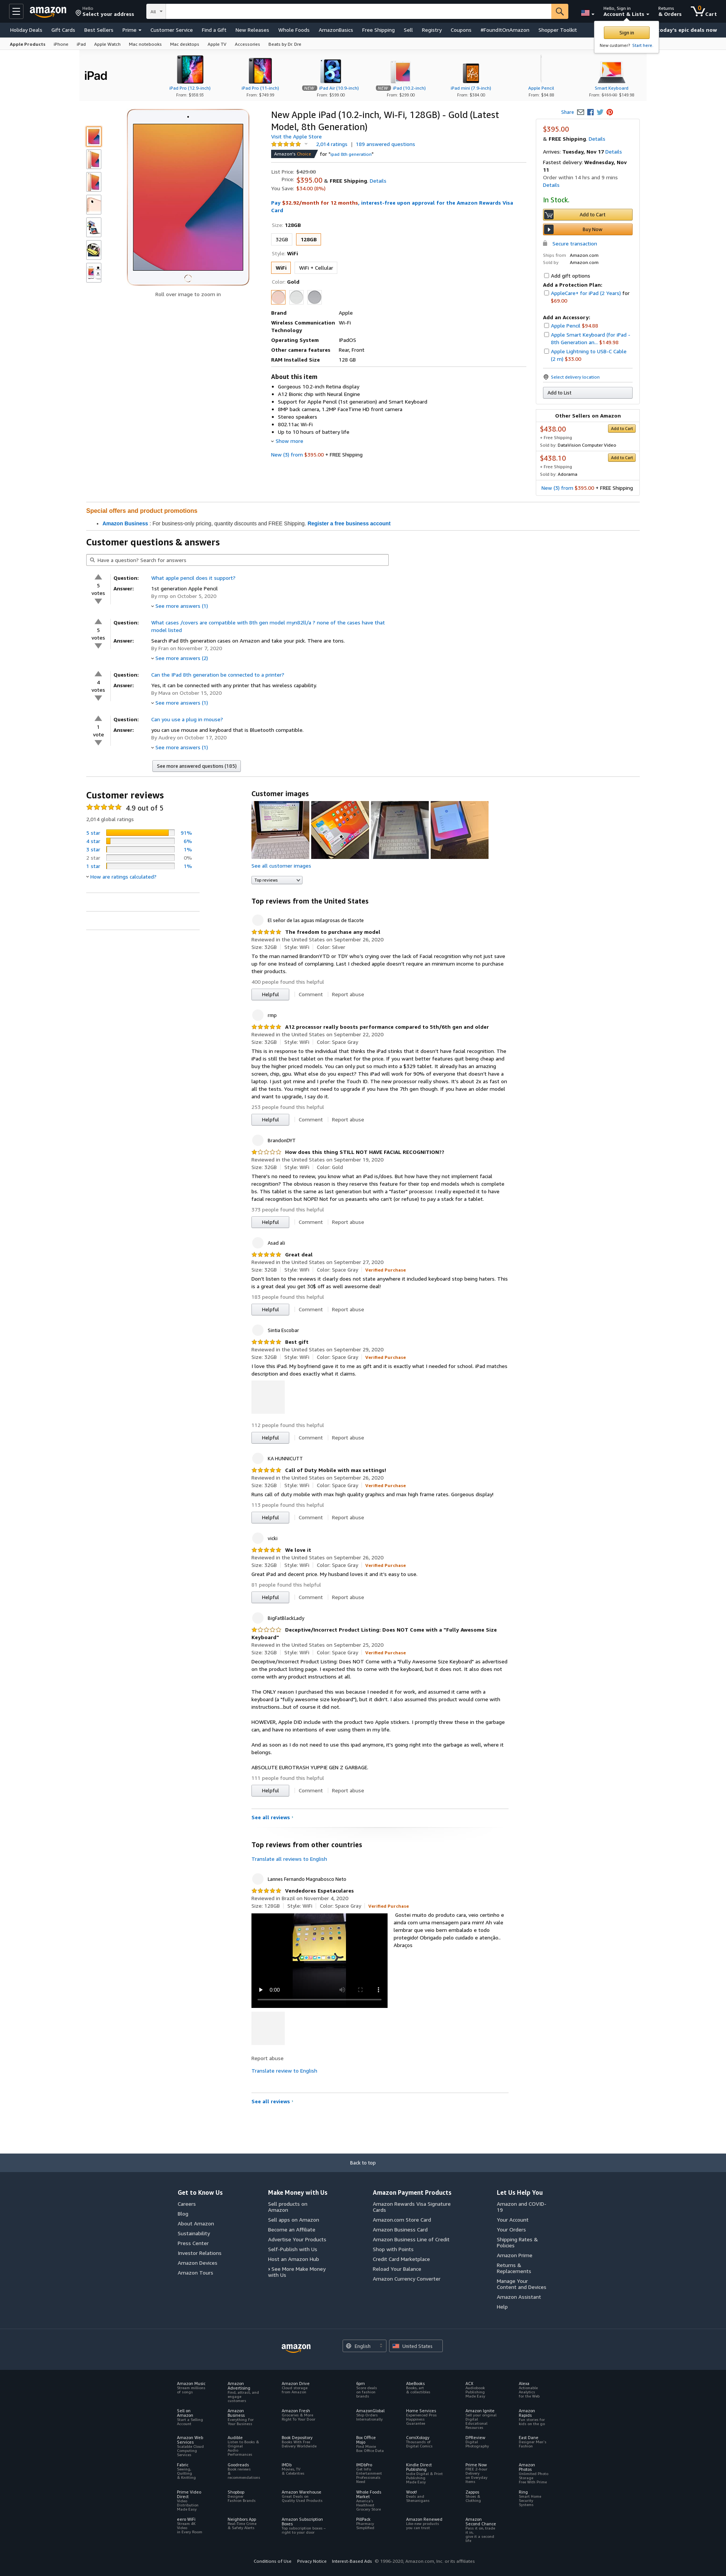 Hello
Select your address
amazon
All
Hello, Sign in
Account & Lists
Returns
& Orders
0
Cart
Holiday Deals
Gift Cards
Best Sellers
Prime
Customer Service
Find a Gift
New Releases
Whole Foods
AmazonBasics
Free Shipping
Sell
Registry
Coupons
#FoundItOnAmazon
Shopper Toolkit
today's epic deals now
Sign in
New customer? Start here.
Apple Products
iPhone
iPad
Apple Watch
Mac notebooks
Mac desktops
Apple TV
Accessories
Beats by Dr. Dre
iPad
iPad Pro (12.9-inch)
iPad Pro (11-inch)
From: $749.99
NEW iPad Air (10.9-inch)
From: $599.00
NEW iPad (10.2-inch)
From: $299.00
iPad mini (7.9-inch)
From: $384.00
Apple Pencil
From: $94.88
Smart Keyboard
From: $149.98
New Apple iPad (10.2-inch, Wi-Fi, 128GB) - Gold (Latest
Model, 8th Generation)
Visit the Apple Store
2,014 ratings | 189 answered questions
Amazon's Choice for "ipad 8th generation"
List Price: $429.00
Price: $395.00 & FREE Shipping. Details
You Save: $34.00 (8%)
Pay $32.92/month for 12 months, interest-free upon approval for the Amazon Rewards Visa
Card
Size: 128GB
32GB
128GB
Style: WiFi
WiFi
WiFi + Cellular
Color: Gold
Brand Apple
Wireless Communication Wi-Fi
Technology
Operating System iPadOS
Other camera features Rear, Front
RAM Installed Size 128 GB
About this item
Gorgeous 10.2-inch Retina display
A12 Bionic chip with Neural Engine
Support for Apple Pencil (1st generation) and Smart Keyboard
8MP back camera, 1.2MP FaceTime HD front camera
Stereo speakers
802.11ac Wi-Fi
Up to 10 hours of battery life
Show more
New (3) from $395.00 + FREE Shipping
Roll over image to zoom in
Share
$395.00
& FREE Shipping. Details
Arrives: Tuesday, Nov 17 Details
Fastest delivery: Wednesday, Nov
11
Order within 14 hrs and 9 mins
Details
In Stock.
Add to Cart
Buy Now
Secure transaction
Ships from Amazon.com
Sold by Amazon.com
Add gift options
Add a Protection Plan:
AppleCare+ for iPad (2 Years) for
$69.00
Add an Accessory:
Apple Pencil $94.88
Apple Smart Keyboard (for iPad -
8th Generation an... $149.98
Apple Lightning to USB-C Cable
(2 m) $33.00
Select delivery location
Add to List
Other Sellers on Amazon
$438.00
Add to Cart
+ Free Shipping
Sold by: DataVision Computer Video
$438.10
Add to Cart
+ Free Shipping
Sold by: Adorama
New (3) from $395.00 + FREE Shipping
Special offers and product promotions
Amazon Business : For business-only pricing, quantity discounts and FREE Shipping. Register a free business account
Customer questions & answers
Have a question? Search for answers
5
votes
Question: What apple pencil does it support?
Answer: 1st generation Apple Pencil
By rmp on October 5, 2020
See more answers (1)
5
votes
Question: What cases /covers are compatible with 8th gen model myn82ll/a ? none of the cases have that
model listed
Answer: Search iPad 8th generation cases on Amazon and take your pick. There are tons.
By Fran on November 7, 2020
See more answers (2)
4
votes
Question: Can the iPad 8th generation be connected to a printer?
Answer: Yes, it can be connected with any printer that has wireless capability.
By Mava on October 15, 2020
See more answers (1)
1
vote
Question: Can you use a plug in mouse?
Answer: you can use mouse and keyboard that is Bluetooth compatible.
By Audrey on October 17, 2020
See more answers (1)
See more answered questions (185)
Customer reviews
4.9 out of 5
2,014 global ratings
5 star 91%
4 star 6%
3 star 1%
2 star 0%
1 star 1%
How are ratings calculated?
Customer images
See all customer images
Top reviews
Top reviews from the United States
El señor de las aguas milagrosas de tlacote
The freedom to purchase any model
Reviewed in the United States on September 26, 2020
Size: 32GB Style: WiFi Color: Silver
To the man named BrandonYTD or TDY who's crying over the lack of Facial recognition why not just save
up for one instead of complaining. Last I checked apple doesn't require an minimum income to purchase their
products.
400 people found this helpful
Helpful
Comment
Report abuse
rmp
A12 processor really boosts performance compared to 5th/6th gen and older
Reviewed in the United States on September 22, 2020
Size: 32GB Style: WiFi Color: Space Gray
This is in response to the individual that thinks the iPad stinks that it doesn't have facial recognition. The
iPad is still the best tablet on the market for the price. IF you want better features quit being cheap and
buy the higher priced models. You can only put so much into a $329 tablet. It already has an amazing
screen, chip, gpu. What else do you expect? This iPad will work for 90% of everyone that doesn't have a
laptop. I just got mine and I prefer the Touch ID. The new processor really shows. It's about 2x as fast on
all the tests. You might not need to upgrade if you have the 7th gen though. If you have an older iPad model
and want to upgrade, I say do it.
253 people found this helpful
Helpful
Comment
Report abuse
BrandonDYT
How does this thing STILL NOT HAVE FACIAL RECOGNITION??
Reviewed in the United States on September 19, 2020
Size: 32GB Style: WiFi Color: Gold
There's no need to review, you know what an iPad is/does. But how have they not implement facial
recognition? The obvious reason is they reserve this feature for there top end models which is complete
bs. This tablet is the same as last generation but with a "faster" processor. I really expected it to have
facial recognition but NOPE! Not for us peasants who can't (or refuse) to pay a stack for a tablet.
373 people found this helpful
Helpful
Comment
Report abuse
Asad ali
Great deal
Reviewed in the United States on September 27, 2020
Size: 32GB Style: WiFi Color: Space Gray Verified Purchase
Don't listen to the reviews it clearly does not state anywhere it included keyboard stop being haters. This
is a great deal you get 30$ off as well awesome deal!
163 people found this helpful
Helpful
Comment
Report abuse
Sintia Escobar
Best gift
Reviewed in the United States on September 29, 2020
Size: 32GB Style: WiFi Color: Space Gray Verified Purchase
I love this iPad. My boyfriend gave it to me as gift and it is exactly what I needed for school. iPad matches
description and does exactly what it claims.
112 people found this helpful
Helpful
Comment
Report abuse
KA HUNNICUTT
Call of Duty Mobile with max settings!
Reviewed in the United States on September 26, 2020
Size: 32GB Style: WiFi Color: Space Gray Verified Purchase
Runs call of duty mobile with max high quality graphics and max high frame rates. Gorgeous display!
113 people found this helpful
Helpful
Comment
Report abuse
vicki
We love it
Reviewed in the United States on September 26, 2020
Size: 32GB Style: WiFi Color: Space Gray Verified Purchase
Great iPad and decent price. My husband loves it and it's easy to use.
81 people found this helpful
Helpful
Comment
Report abuse
BigFatBlackLady
Deceptive/Incorrect Product Listing: Does NOT Come with a "Fully Awesome Size
Keyboard"
Reviewed in the United States on September 25, 2020
Size: 32GB Style: WiFi Color: Space Gray Verified Purchase
Deceptive/Incorrect Product Listing: Does NOT Come with a "Fully Awesome Size Keyboard" as advertised
on the product listing page. I expected this to come with the keyboard, but it does not. It also does not
come with any product instructions at all.
The ONLY reason I purchased this was because I needed it for work, and assumed it came with a
keyboard (a "fully awesome size keyboard"), but it didn't. I also assumed this product would come with
instructions...but of course it did not.
HOWEVER, Apple DID include with the product two Apple stickers. I promptly threw these in the garbage
can, and have no intentions of ever using them in my life.
And as soon as I do not need to use this ipad anymore, it's going right into the garbage as well, where it
belongs.
ABSOLUTE EUROTRASH YUPPIE GEN Z GARBAGE.
111 people found this helpful
Helpful
Comment
Report abuse
See all reviews
Top reviews from other countries
Translate all reviews to English
Lannes Fernando Magnabosco Neto
Vendedores Espetaculares
Reviewed in Brazil on November 4, 2020
Size: 128GB Style: WiFi Color: Space Gray Verified Purchase
Gostei muito do produto cara, veio certinho e
ainda com uma mensagem para mim!! Ah vale
lembrar que veio bem embalado e todo
protegido! Obrigado pelo cuidado e atenção..
Abraços
0:00
Report abuse
Translate review to English
See all reviews
Back to top
Get to Know Us
Careers
Blog
About Amazon
Sustainability
Press Center
Investor Relations
Amazon Devices
Amazon Tours
Make Money with Us
Sell products on
Amazon
Sell apps on Amazon
Become an Affiliate
Advertise Your Products
Self-Publish with Us
Host an Amazon Hub
› See More Make Money
with Us
Amazon Payment Products
Amazon Rewards Visa Signature
Cards
Amazon.com Store Card
Amazon Business Card
Amazon Business Line of Credit
Shop with Points
Credit Card Marketplace
Reload Your Balance
Amazon Currency Converter
Let Us Help You
Amazon and COVID-
19
Your Account
Your Orders
Shipping Rates &
Policies
Amazon Prime
Returns &
Replacements
Manage Your
Content and Devices
Amazon Assistant
Help
amazon
English
United States
Amazon Music
Amazon
Advertising
Amazon Drive
6pm
AbeBooks
ACX
Alexa
Sell on
Amazon
Amazon
Business
Amazon Fresh
AmazonGlobal
Home Services
Amazon Ignite
Amazon
Rapids
Amazon Web
Services
Audible
Book Depository
Box Office
Mojo
ComiXology
DPReview
East Dane
Fabric
Goodreads
IMDb
IMDbPro
Kindle Direct
Publishing
Prime Now
Amazon
Photos
Prime Video
Direct
Shopbop
Amazon Warehouse
Whole Foods
Market
Woot!
Zappos
Ring
eero WiFi
Neighbors App
Amazon Subscription
Boxes
PillPack
Amazon Renewed
Amazon
Second Chance
Conditions of Use Privacy Notice Interest-Based Ads © 1996-2020, Amazon.com, Inc. or its affiliates